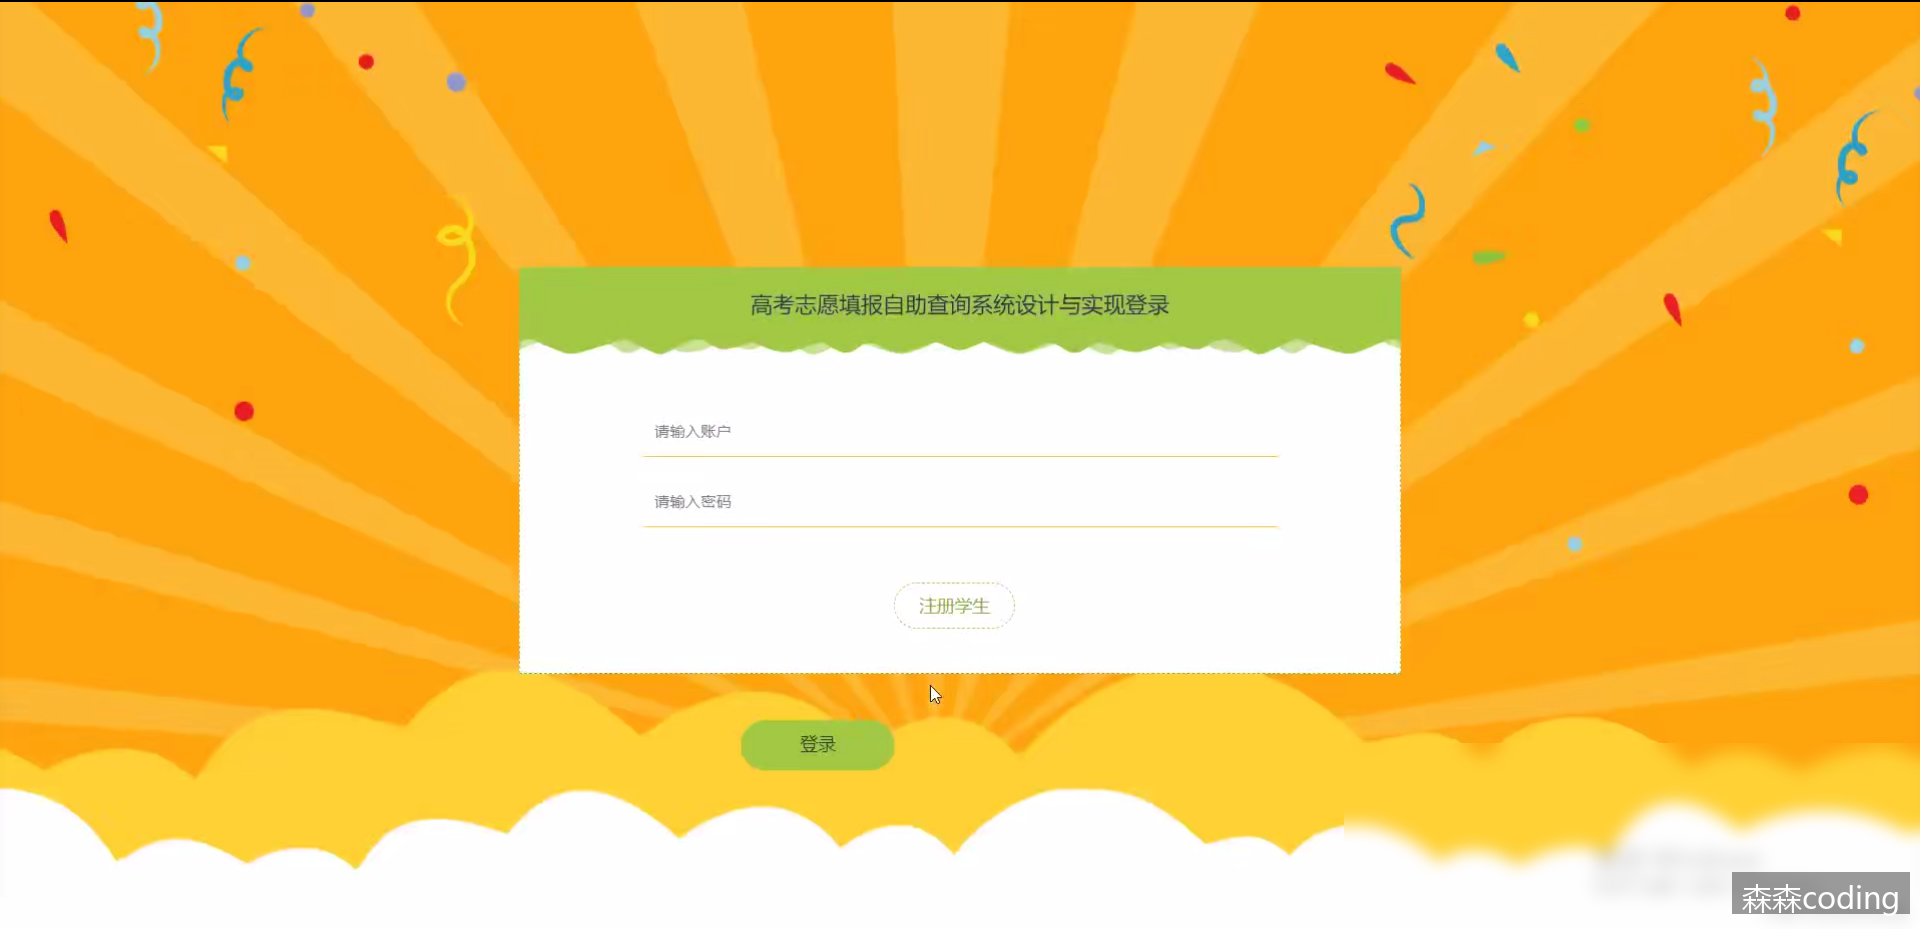 高考志愿填报自助查询系统设计与实现登录
请输入账户
请输入密码
注册学生
登录
森森coding